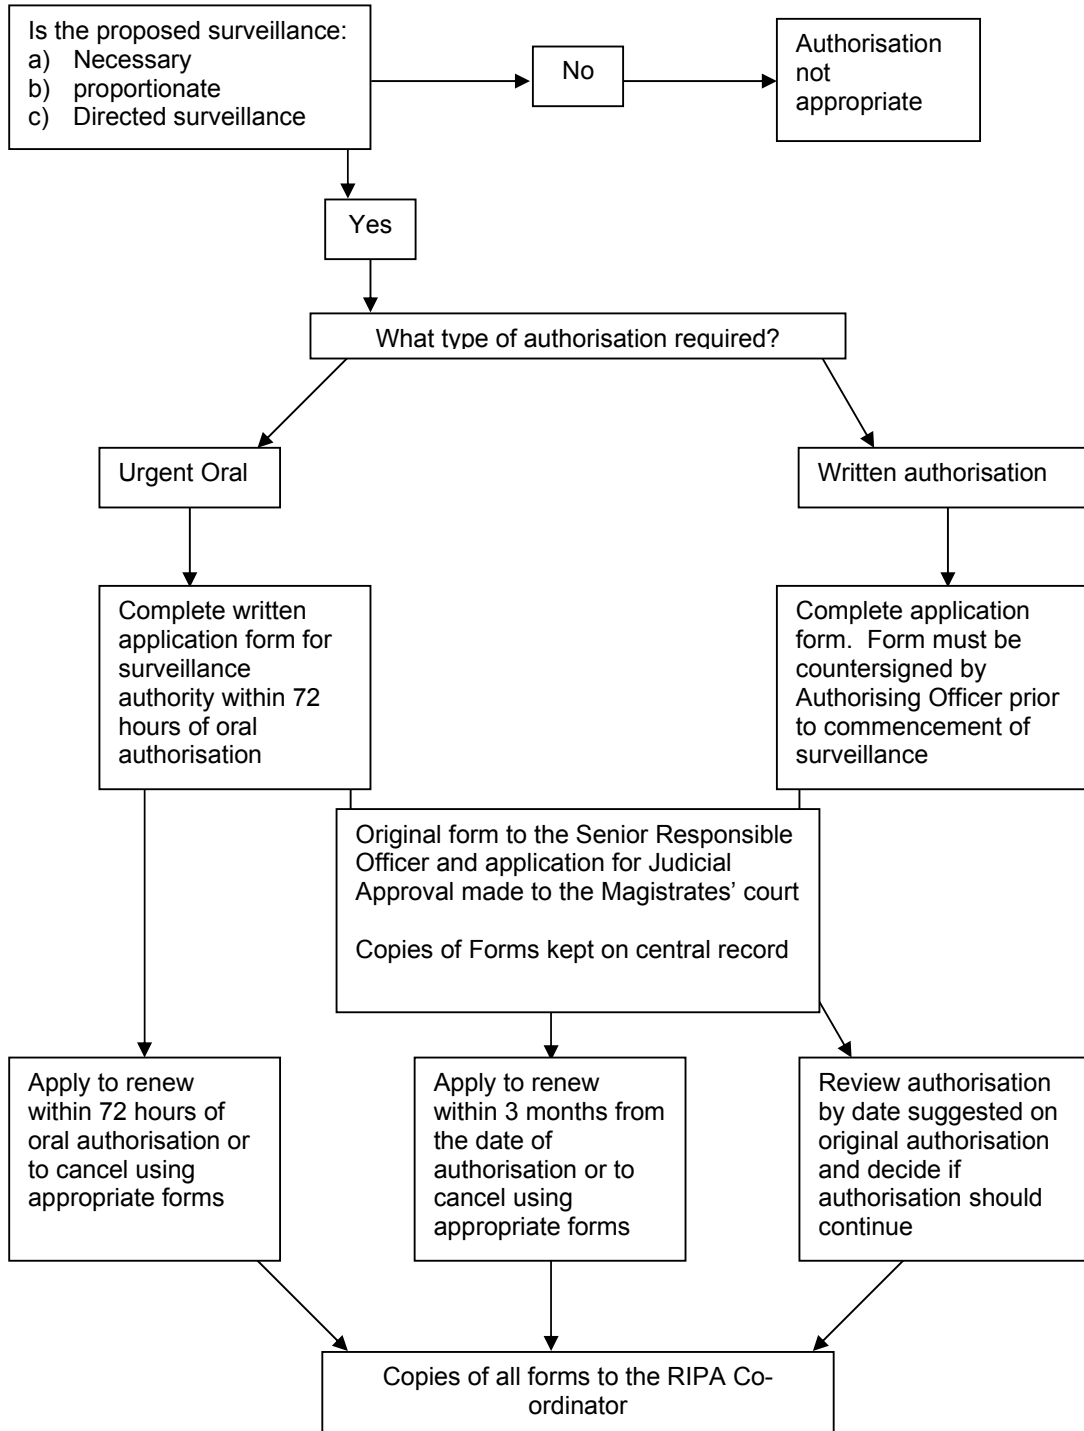 Is the proposed surveillance:
a) Necessary
b) proportionate
c) Directed surveillance
No
Authorisation
not
appropriate
Yes
What type of authorisation required?
Urgent Oral
Written authorisation
Complete written
application form for
surveillance
authority within 72
hours of oral
authorisation
Complete application
form. Form must be
countersigned by
Authorising Officer prior
to commencement of
surveillance
Original form to the Senior Responsible
Officer and application for Judicial
Approval made to the Magistrates’ court
Copies of Forms kept on central record
Apply to renew
within 72 hours of
oral authorisation or
to cancel using
appropriate forms
Apply to renew
within 3 months from
the date of
authorisation or to
cancel using
appropriate forms
Review authorisation
by date suggested on
original authorisation
and decide if
authorisation should
continue
Copies of all forms to the RIPA Co-
ordinator